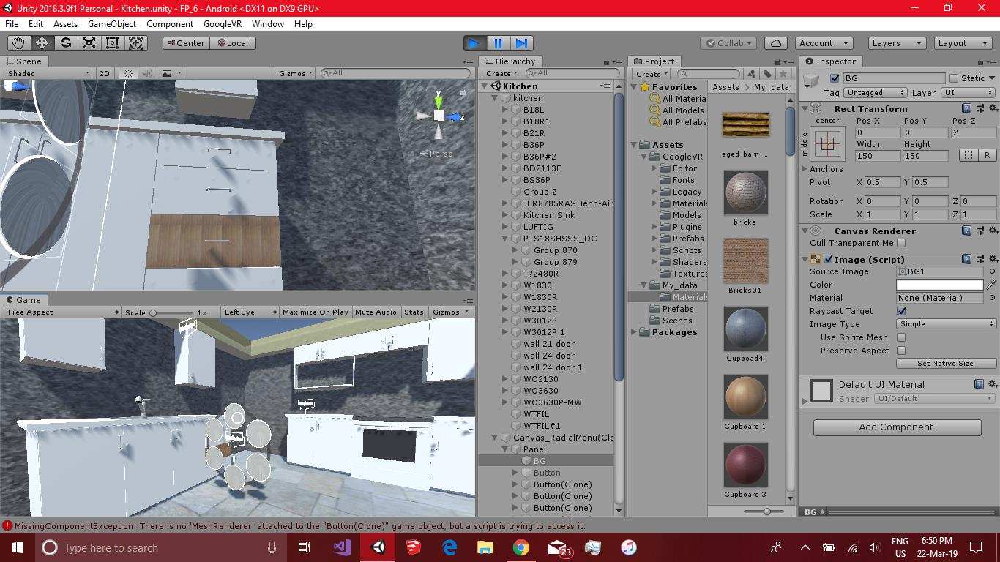 Unity 2018.3.9f1 Personal - Kitchen.unity - FP_6 - Android <DX11 on DX9 GPU>
File Edit Assets GameObject Component GoogleVR Window Help
Center Local Collab Account Layers Layout
Scene
Shaded 2D Gizmos All
y
z
Persp
Game
Free Aspect Scale 1x Left Eye Maximize On Play Mute Audio Stats Gizmos
Hierarchy
Create All
Kitchen
kitchen
B18L
B18R1
B21R
B36P
B36P#2
BD2113E
BS36P
Group 2
JER8785RAS Jenn-Air
Kitchen Sink
LUFTIG
PTS18SHSSS_DC
Group 870
Group 879
T?2480R
W1830L
W1830R
W2130R
W3012P
W3012P 1
wall 21 door
wall 24 door
wall 24 door 1
WO2130
WO3630
WO3630P-MW
WTFIL
WTFIL#1
Canvas_RadialMenu(Clo
Panel
BG
Button
Button(Clone)
Button(Clone)
Button(Clone)
Project
Create
Favorites
All Materia
All Models
All Prefabs
Assets
GoogleVR
Editor
Fonts
Legacy
Materials
Models
Plugins
Prefabs
Scripts
Shaders
Textures
My_data
Materials
Prefabs
Scenes
Packages
Assets My_data
aged-barn-...
bricks
Bricks01
Cupboad4
Cupboard 1
Cupboard 3
Inspector
BG Static
Tag Untagged Layer UI
Rect Transform
center Pos X Pos Y Pos Z
middle 0 0 2
Width Height
150 150 R
Anchors
Pivot X 0.5 Y 0.5
Rotation X 0 Y 0 Z 0
Scale X 1 Y 1 Z 1
Canvas Renderer
Cull Transparent Mes
Image (Script)
Source Image BG1
Color
Material None (Material)
Raycast Target
Image Type Simple
Use Sprite Mesh
Preserve Aspect
Set Native Size
Default UI Material
Shader UI/Default
Add Component
BG
MissingComponentException: There is no 'MeshRenderer' attached to the "Button(Clone)" game object, but a script is trying to access it.
Type here to search
23
ENG
US
6:50 PM
22-Mar-19